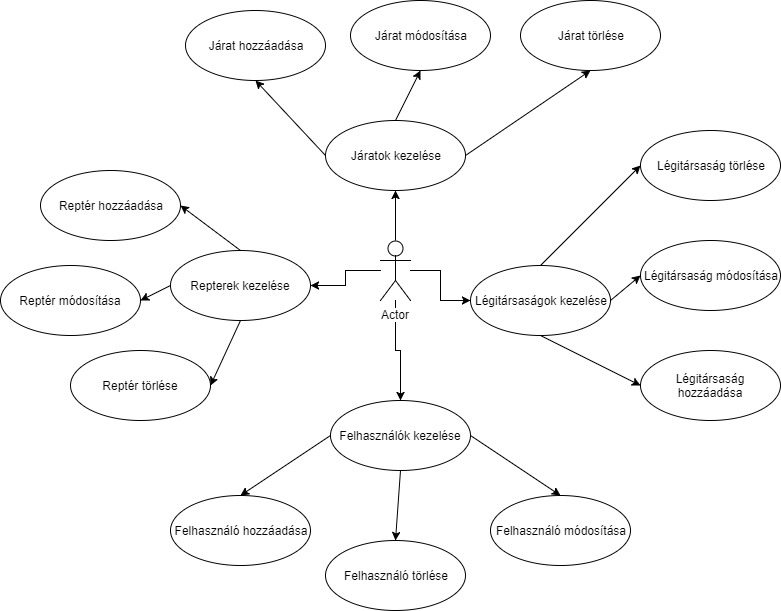 Járat hozzáadása
Járat módosítása
Járat törlése
Járatok kezelése
Légitársaság törlése
Reptér hozzáadása
Légitársaság módosítása
Repterek kezelése
Reptér módosítása
Légitársaságok kezelése
Actor
Reptér törlése
Légitársaság
hozzáadása
Felhasználók kezelése
Felhasználó hozzáadása
Felhasználó módosítása
Felhasználó törlése